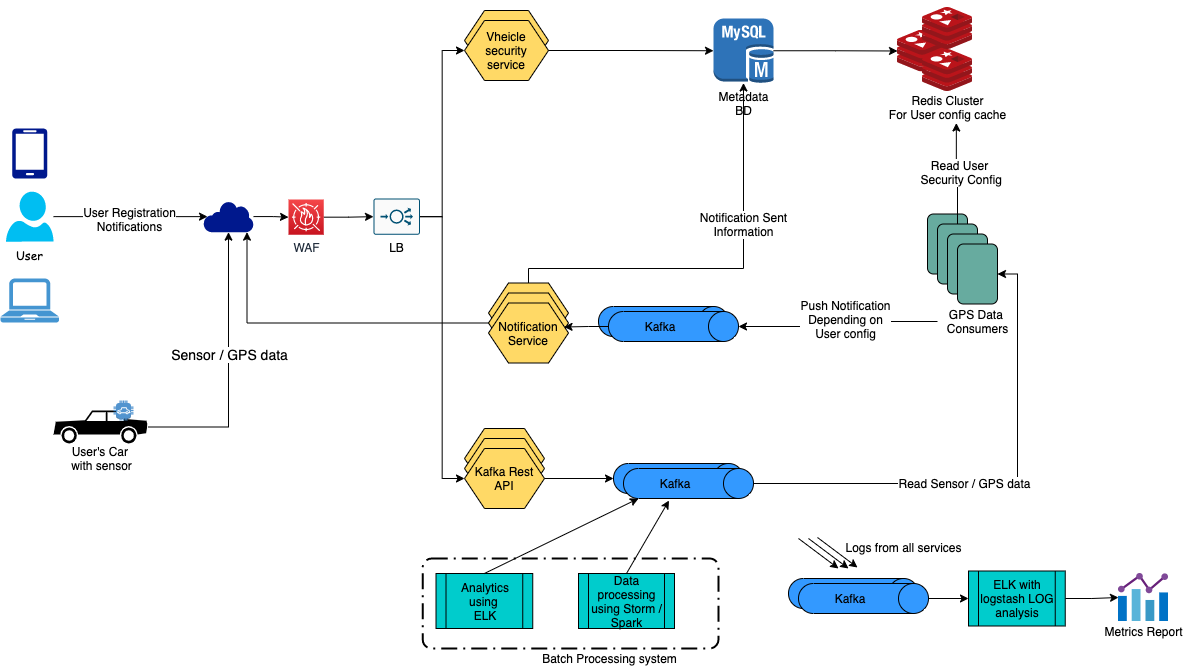 Vheicle
security
service
MySQL
M
Metadata
BD
Redis Cluster
For User config cache
Read User
Security Config
User Registration
Notifications
User
WAF
LB
Notification Sent
Information
Notification
Service
Kafka
Push Notification
Depending on
User config
GPS Data
Consumers
Sensor / GPS data
User's Car
with sensor
Kafka Rest
API
Kafka
Read Sensor / GPS data
Analytics
using
ELK
Data
processing
using Storm /
Spark
Batch Processing system
Logs from all services
Kafka
ELK with
logstash LOG
analysis
Metrics Report